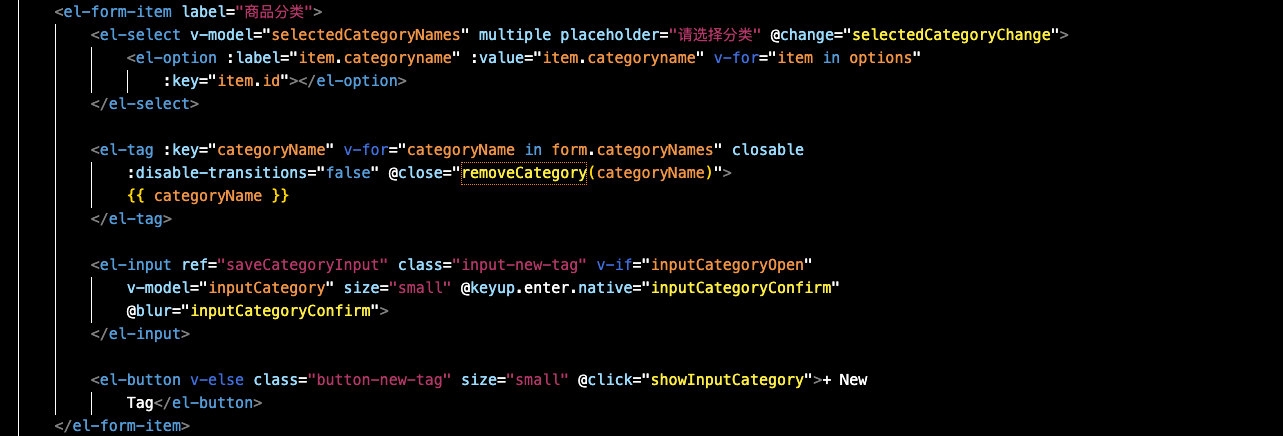 <el-form-item label="商品分类">
<el-select v-model="selectedCategoryNames" multiple placeholder="请选择分类" @change="selectedCategoryChange">
<el-option :label="item.categoryname" :value="item.categoryname" v-for="item in options"
:key="item.id"></el-option>
</el-select>
<el-tag :key="categoryName" v-for="categoryName in form.categoryNames" closable
:disable-transitions="false" @close="removeCategory(categoryName)">
{{ categoryName }}
</el-tag>
<el-input ref="saveCategoryInput" class="input-new-tag" v-if="inputCategoryOpen"
v-model="inputCategory" size="small" @keyup.enter.native="inputCategoryConfirm"
@blur="inputCategoryConfirm">
</el-input>
<el-button v-else class="button-new-tag" size="small" @click="showInputCategory">+ New
Tag</el-button>
</el-form-item>